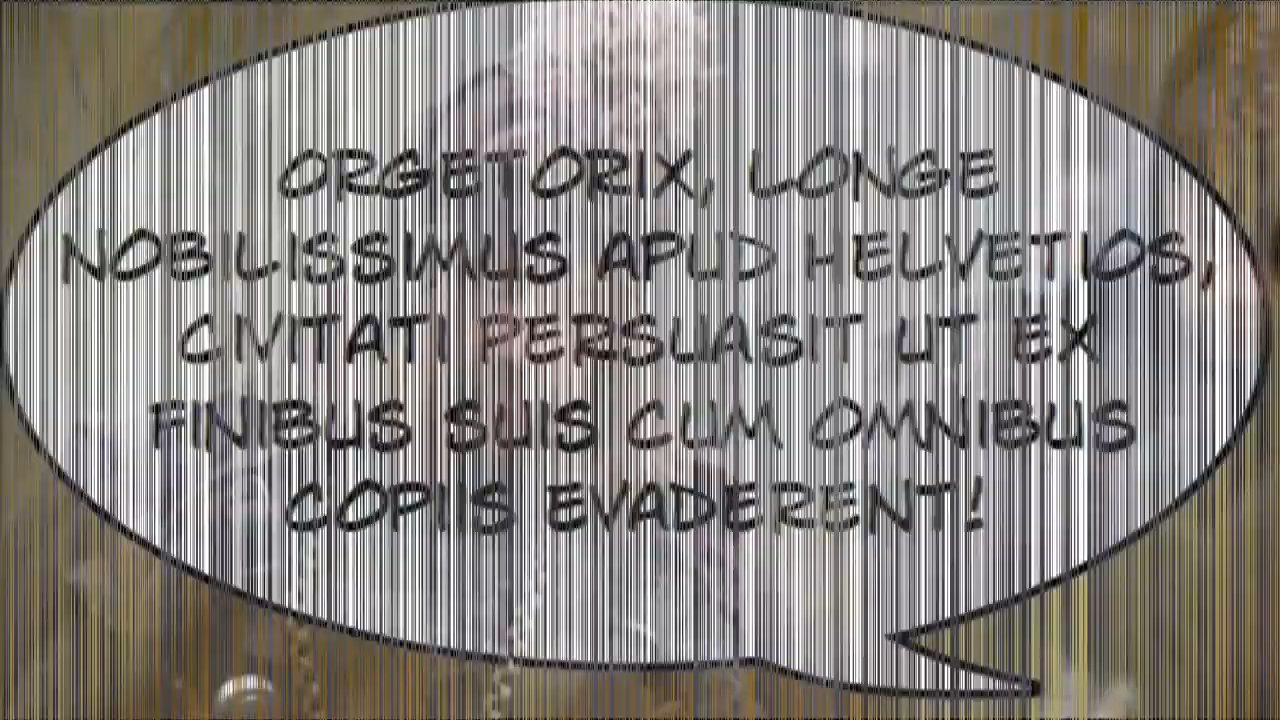 ORGETORIX, LONGE
NOBILISSIMUS APUD HELVETIOS,
CIVITATI PERSUASIT UT EX
FINIBUS SUIS CUM OMNIBUS
COPIIS EVADERENT!